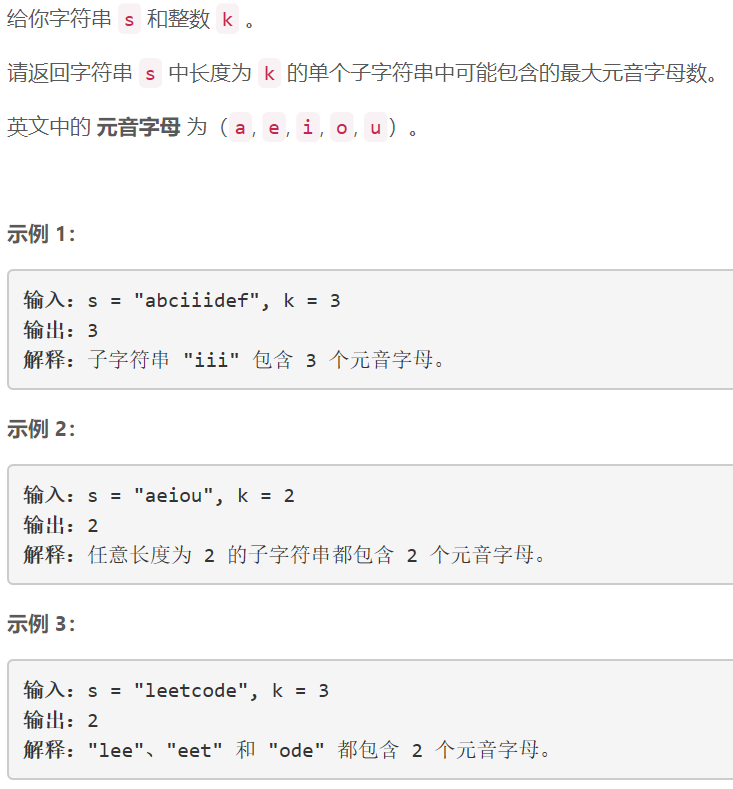 给你字符串 s 和整数 k 。
请返回字符串 s 中长度为 k 的单个子字符串中可能包含的最大元音字母数。
英文中的 元音字母 为（a, e, i, o, u）。
示例 1：
输入：s = "abciiidef", k = 3
输出：3
解释：子字符串 "iii" 包含 3 个元音字母。
示例 2：
输入：s = "aeiou", k = 2
输出：2
解释：任意长度为 2 的子字符串都包含 2 个元音字母。
示例 3：
输入：s = "leetcode", k = 3
输出：2
解释："lee"、"eet" 和 "ode" 都包含 2 个元音字母。